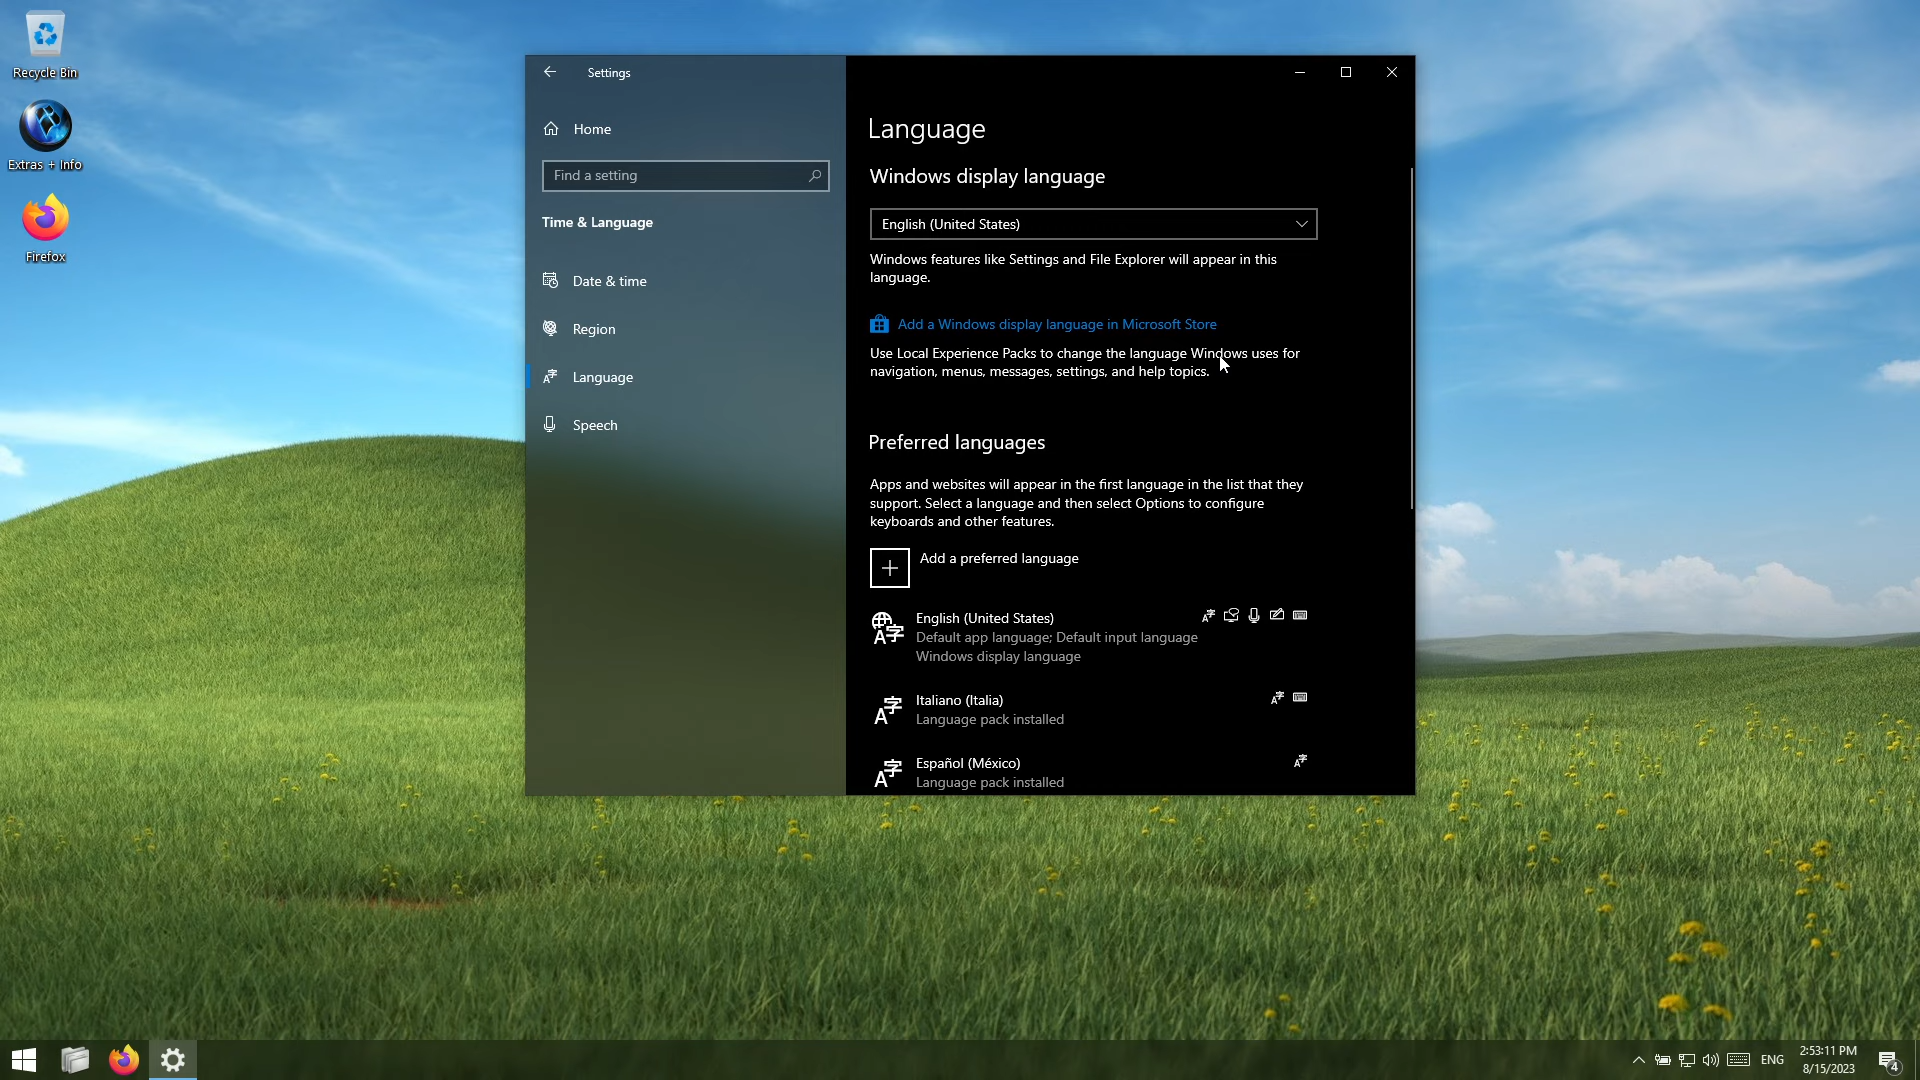 Recycle Bin
Extras + Info
Firefox
Settings
Home
Find a setting
Time & Language
Date & time
Region
Language
Speech
Language
Windows display language
English (United States)
Windows features like Settings and File Explorer will appear in this
language.
Add a Windows display language in Microsoft Store
Use Local Experience Packs to change the language Windows uses for
navigation, menus, messages, settings, and help topics.
Preferred languages
Apps and websites will appear in the first language in the list that they
support. Select a language and then select Options to configure
keyboards and other features.
Add a preferred language
English (United States)
Default app language; Default input language
Windows display language
Italiano (Italia)
Language pack installed
Español (México)
Language pack installed
ENG
2:53:11 PM
8/15/2023
4